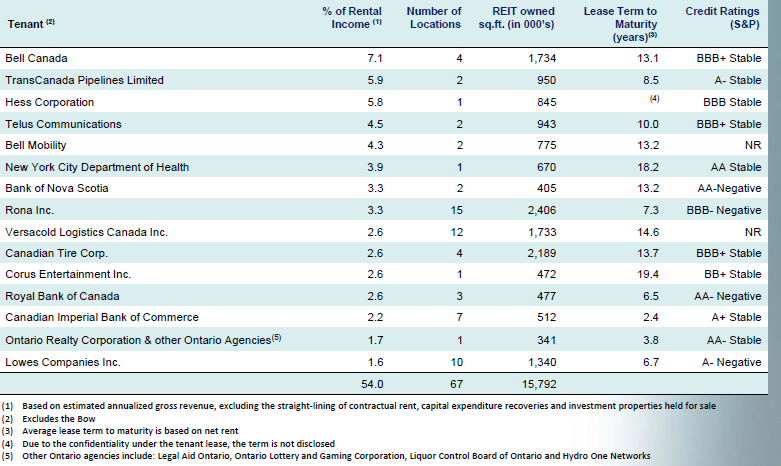 Tenant (2) % of Rental Income (1) Number of Locations REIT owned sq.ft. (in 000's) Lease Term to Maturity (years)(3) Credit Ratings (S&P)
Bell Canada 7.1 4 1,734 13.1 BBB+ Stable
TransCanada Pipelines Limited 5.9 2 950 8.5 A- Stable
Hess Corporation 5.8 1 845 (4) BBB Stable
Telus Communications 4.5 2 943 10.0 BBB+ Stable
Bell Mobility 4.3 2 775 13.2 NR
New York City Department of Health 3.9 1 670 18.2 AA Stable
Bank of Nova Scotia 3.3 2 405 13.2 AA-Negative
Rona Inc. 3.3 15 2,406 7.3 BBB- Negative
Versacold Logistics Canada Inc. 2.6 12 1,733 14.6 NR
Canadian Tire Corp. 2.6 4 2,189 13.7 BBB+ Stable
Corus Entertainment Inc. 2.6 1 472 19.4 BB+ Stable
Royal Bank of Canada 2.6 3 477 6.5 AA- Negative
Canadian Imperial Bank of Commerce 2.2 7 512 2.4 A+ Stable
Ontario Realty Corporation & other Ontario Agencies(5) 1.7 1 341 3.8 AA- Stable
Lowes Companies Inc. 1.6 10 1,340 6.7 A- Negative
54.0 67 15,792
(1) Based on estimated annualized gross revenue, excluding the straight-lining of contractual rent, capital expenditure recoveries and investment properties held for sale
(2) Excludes the Bow
(3) Average lease term to maturity is based on net rent
(4) Due to the confidentiality under the tenant lease, the term is not disclosed
(5) Other Ontario agencies include: Legal Aid Ontario, Ontario Lottery and Gaming Corporation, Liquor Control Board of Ontario and Hydro One Networks